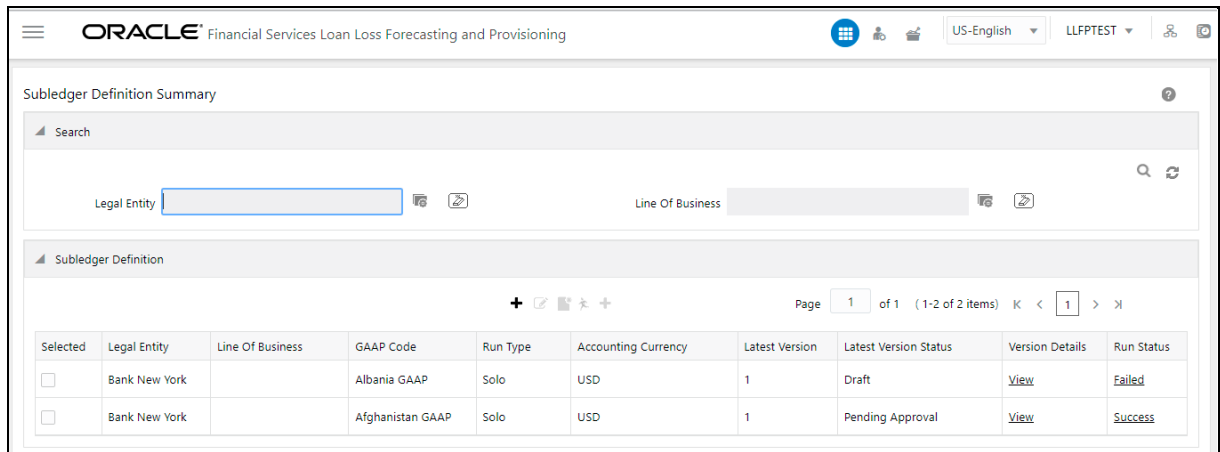 ORACLE® Financial Services Loan Loss Forecasting and Provisioning US-English LLFPTEST
Subledger Definition Summary
Search
Legal Entity Line Of Business
Subledger Definition
Page 1 of 1 (1-2 of 2 items) 1
Selected Legal Entity Line Of Business GAAP Code Run Type Accounting Currency Latest Version Latest Version Status Version Details Run Status
Bank New York Albania GAAP Solo USD 1 Draft View Failed
Bank New York Afghanistan GAAP Solo USD 1 Pending Approval View Success